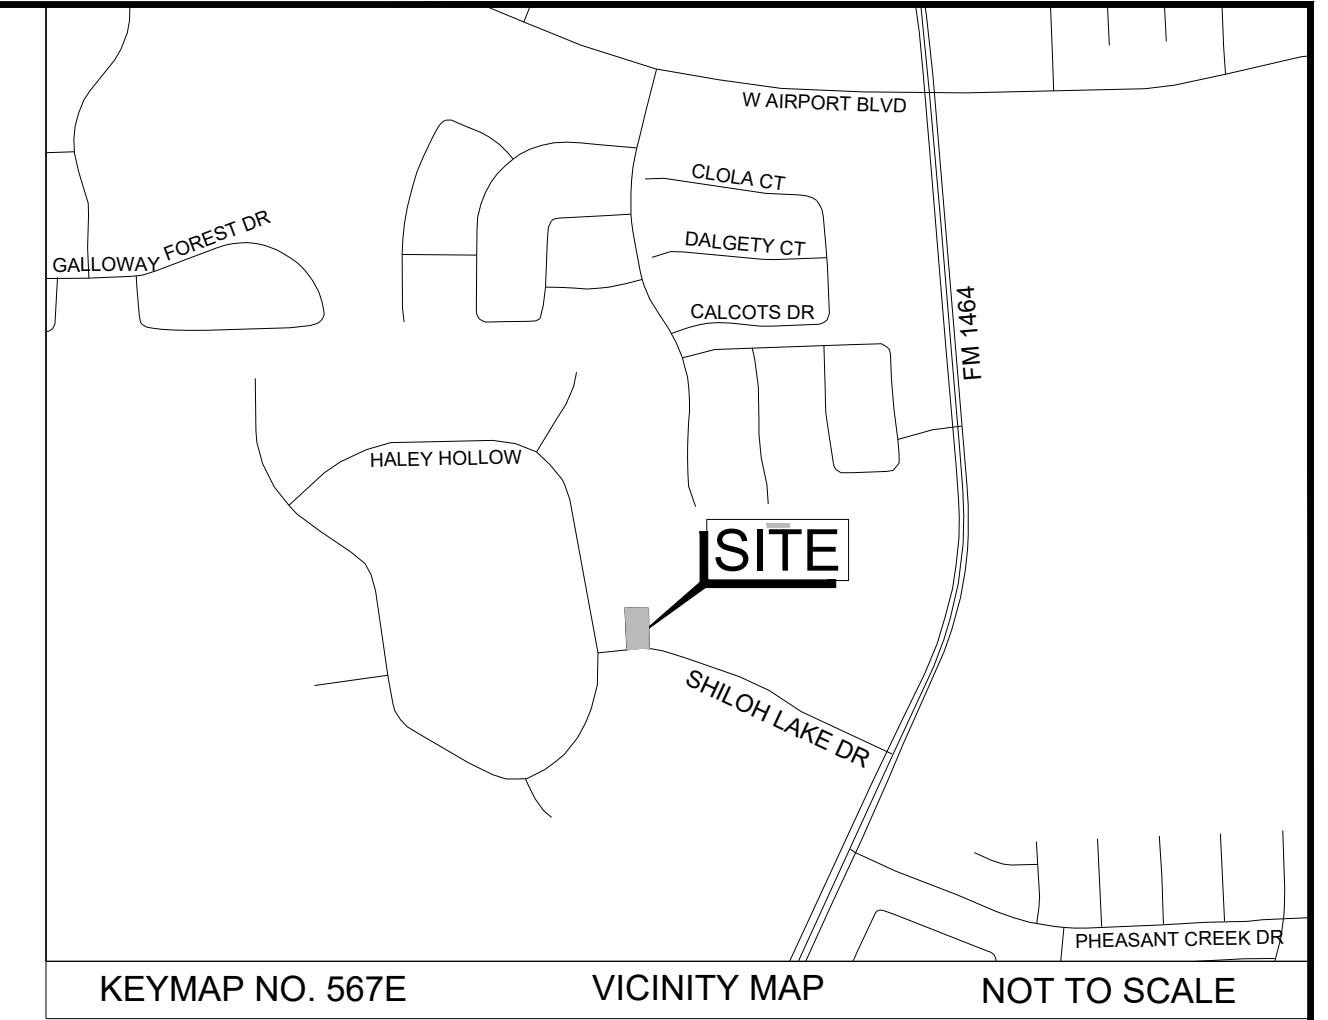 W AIRPORT BLVD
CLOLA CT
FOREST DR
DALGETY CT
GALLOWAY
CALCOTS DR
FM 1464
HALEY HOLLOW
SITE
SHILOH LAKE DR
PHEASANT CREEK DR
KEYMAP NO. 567E
VICINITY MAP
NOT TO SCALE